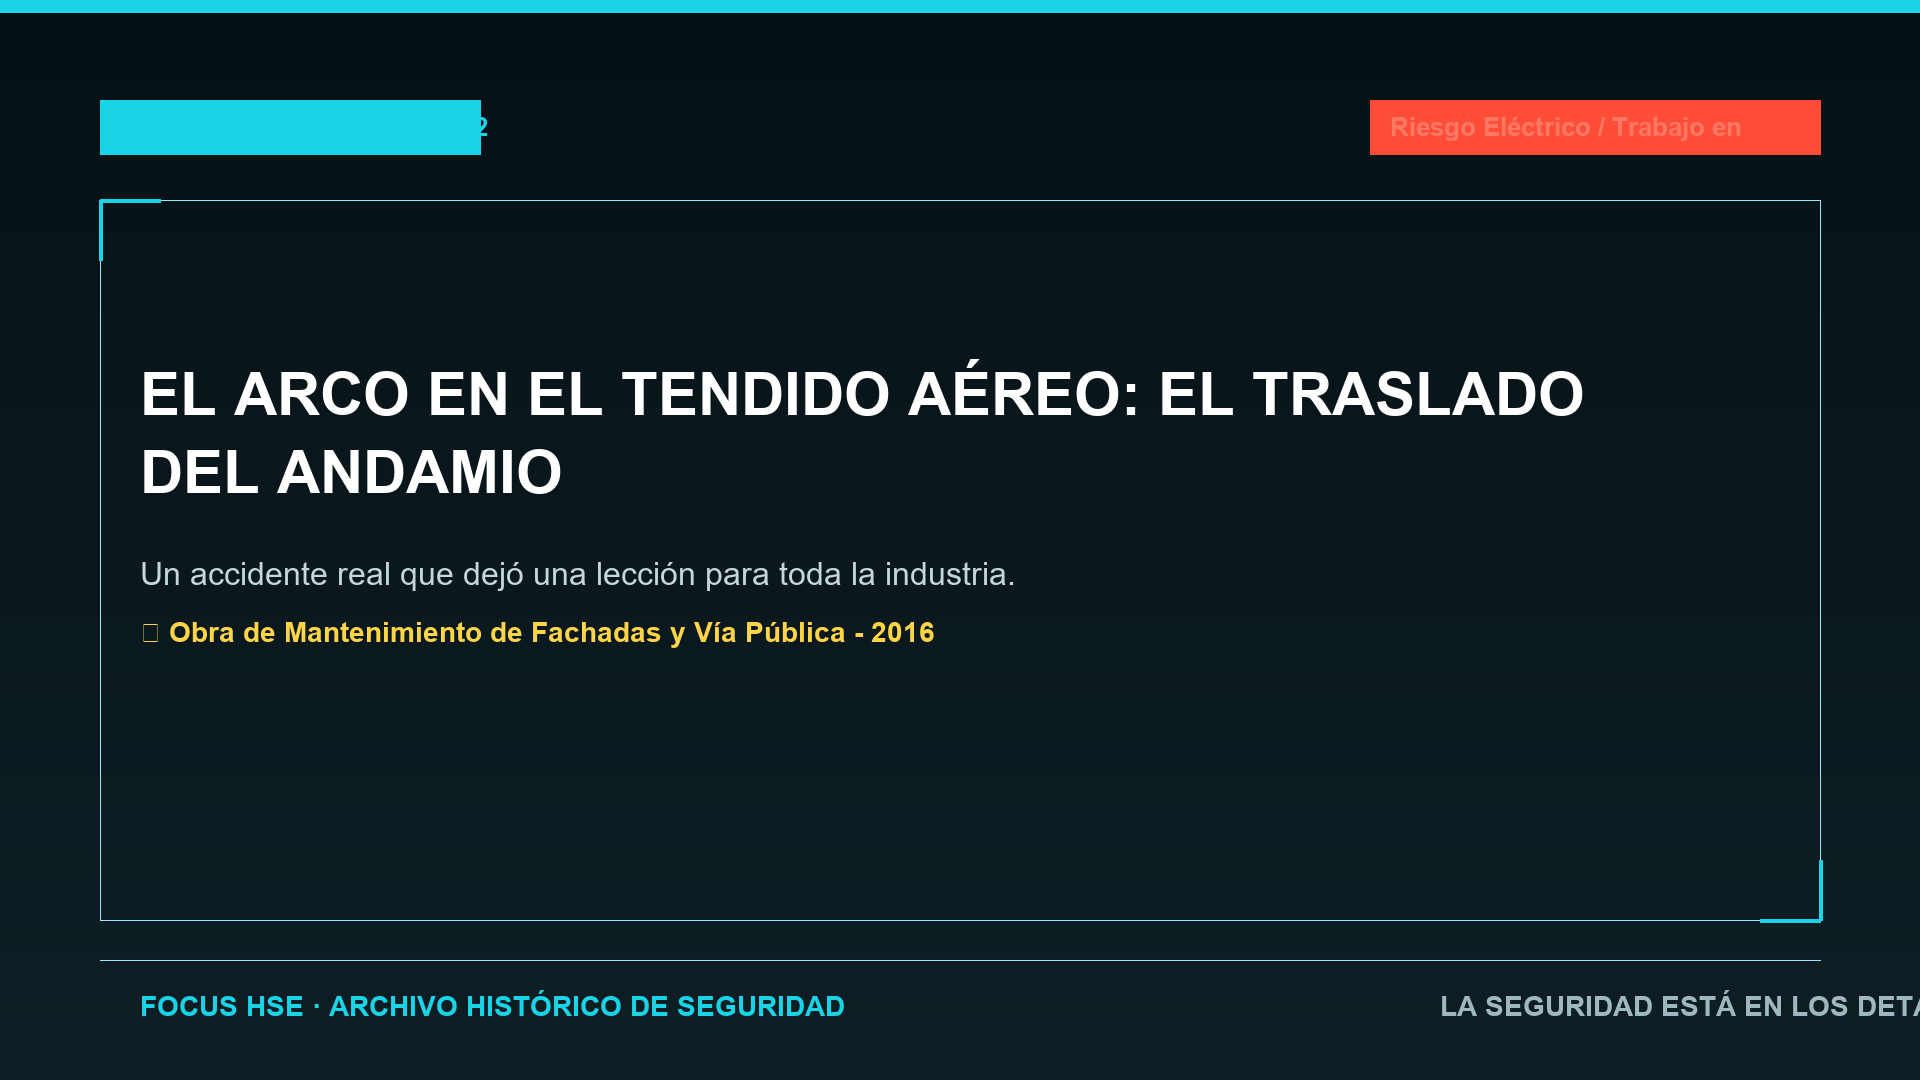 2
Riesgo Eléctrico / Trabajo en
EL ARCO EN EL TENDIDO AÉREO: EL TRASLADO
DEL ANDAMIO
Un accidente real que dejó una lección para toda la industria.
Obra de Mantenimiento de Fachadas y Vía Pública - 2016
FOCUS HSE · ARCHIVO HISTÓRICO DE SEGURIDAD
LA SEGURIDAD ESTÁ EN LOS DETA